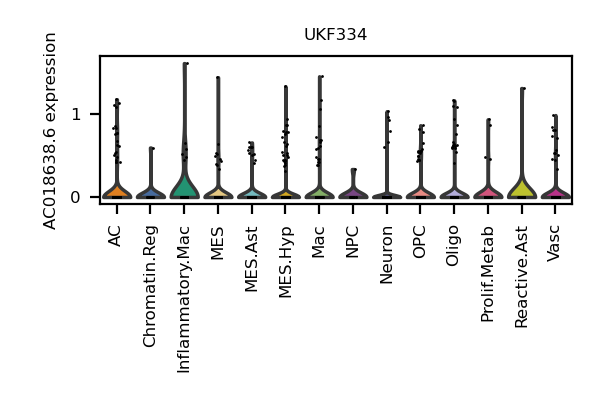 UKF334
AC018638.6 expression
1
0
AC
Chromatin.Reg
Inflammatory.Mac
MES
MES.Ast
MES.Hyp
Mac
NPC
Neuron
OPC
Oligo
Prolif.Metab
Reactive.Ast
Vasc